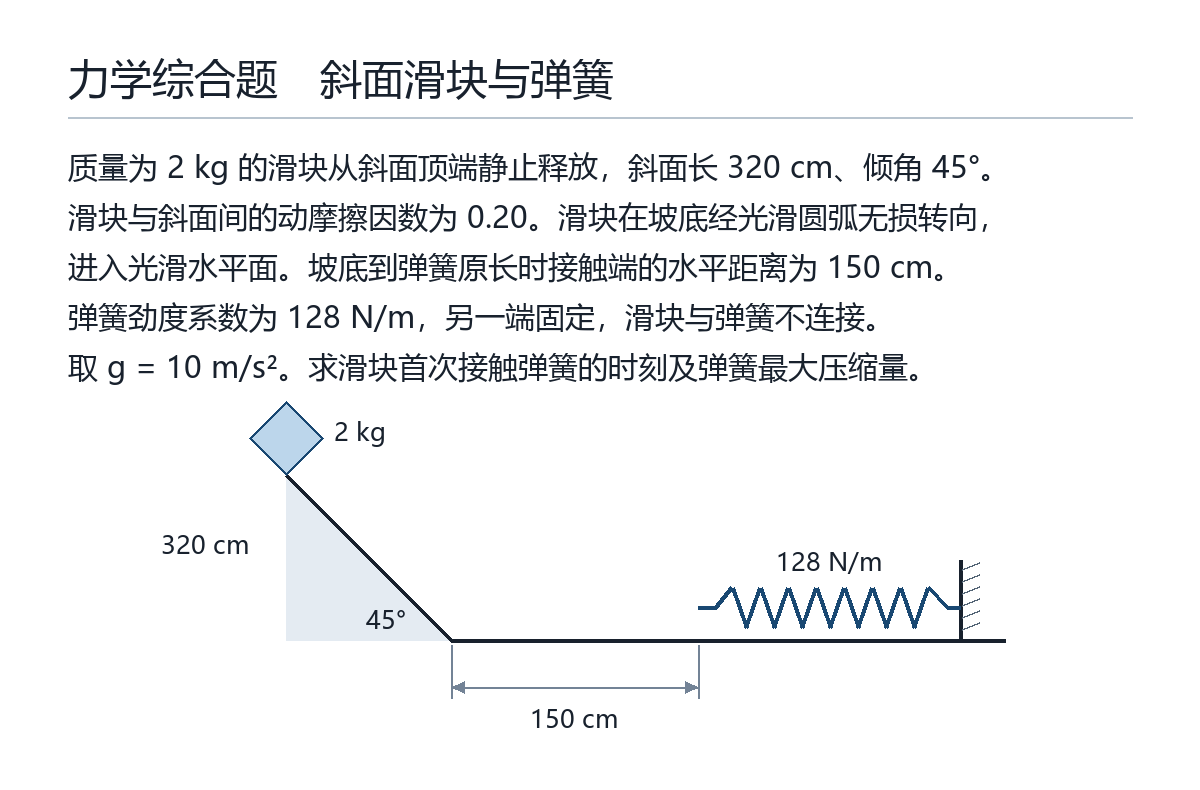 力学综合题　斜面滑块与弹簧
质量为 2 kg 的滑块从斜面顶端静止释放，斜面长 320 cm、倾角 45°。
滑块与斜面间的动摩擦因数为 0.20。滑块在坡底经光滑圆弧无损转向，
进入光滑水平面。坡底到弹簧原长时接触端的水平距离为 150 cm。
弹簧劲度系数为 128 N/m，另一端固定，滑块与弹簧不连接。
取 g = 10 m/s²。求滑块首次接触弹簧的时刻及弹簧最大压缩量。
2 kg
320 cm
128 N/m
45°
150 cm